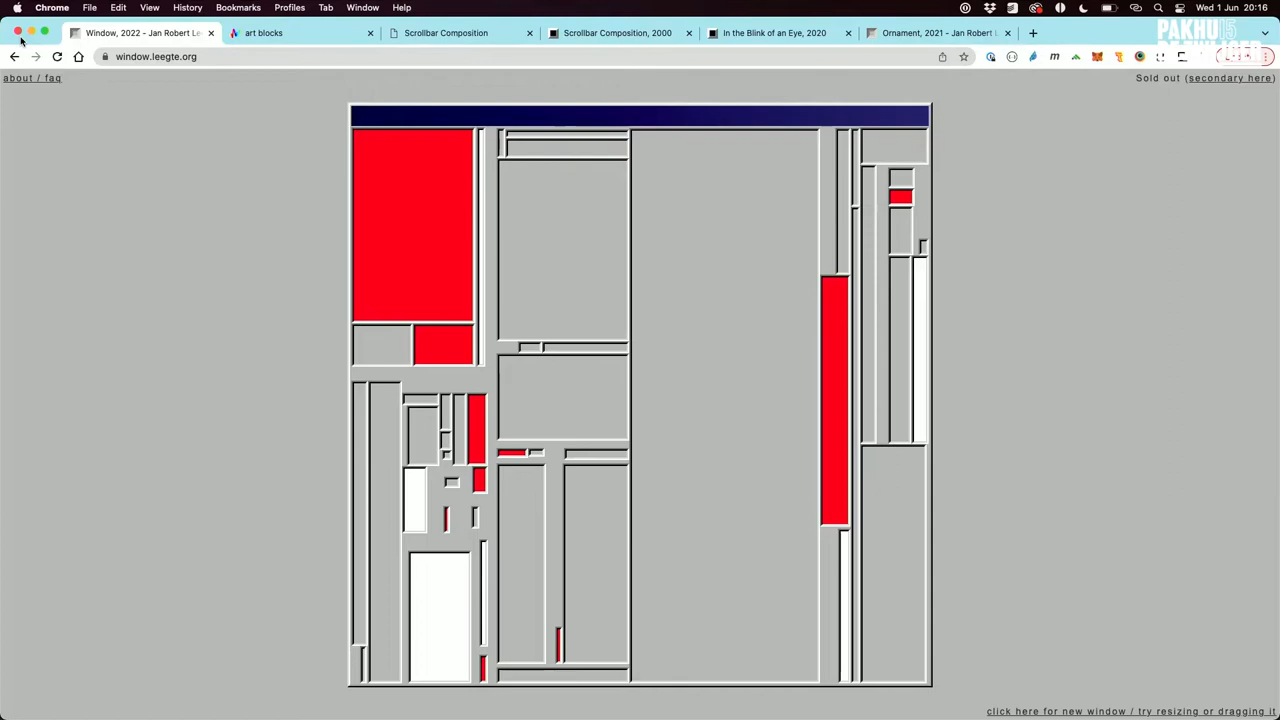 Chrome File Edit View History Bookmarks Profiles Tab Window Help Wed 1 Jun 20:16
Window, 2022 - Jan Robert Le art blocks Scrollbar Composition Scrollbar Composition, 2000 In the Blink of an Eye, 2020 Ornament, 2021 - Jan Robert L
PAKHUIS
window.leegte.org
about / faq Sold out (secondary here)
click here for new window / try resizing or dragging it